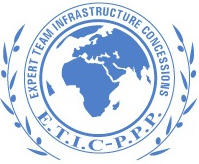 EXPERT TEAM INFRASTRUCTURE CONCESSIONS
E.T.I.C-P.P.P.